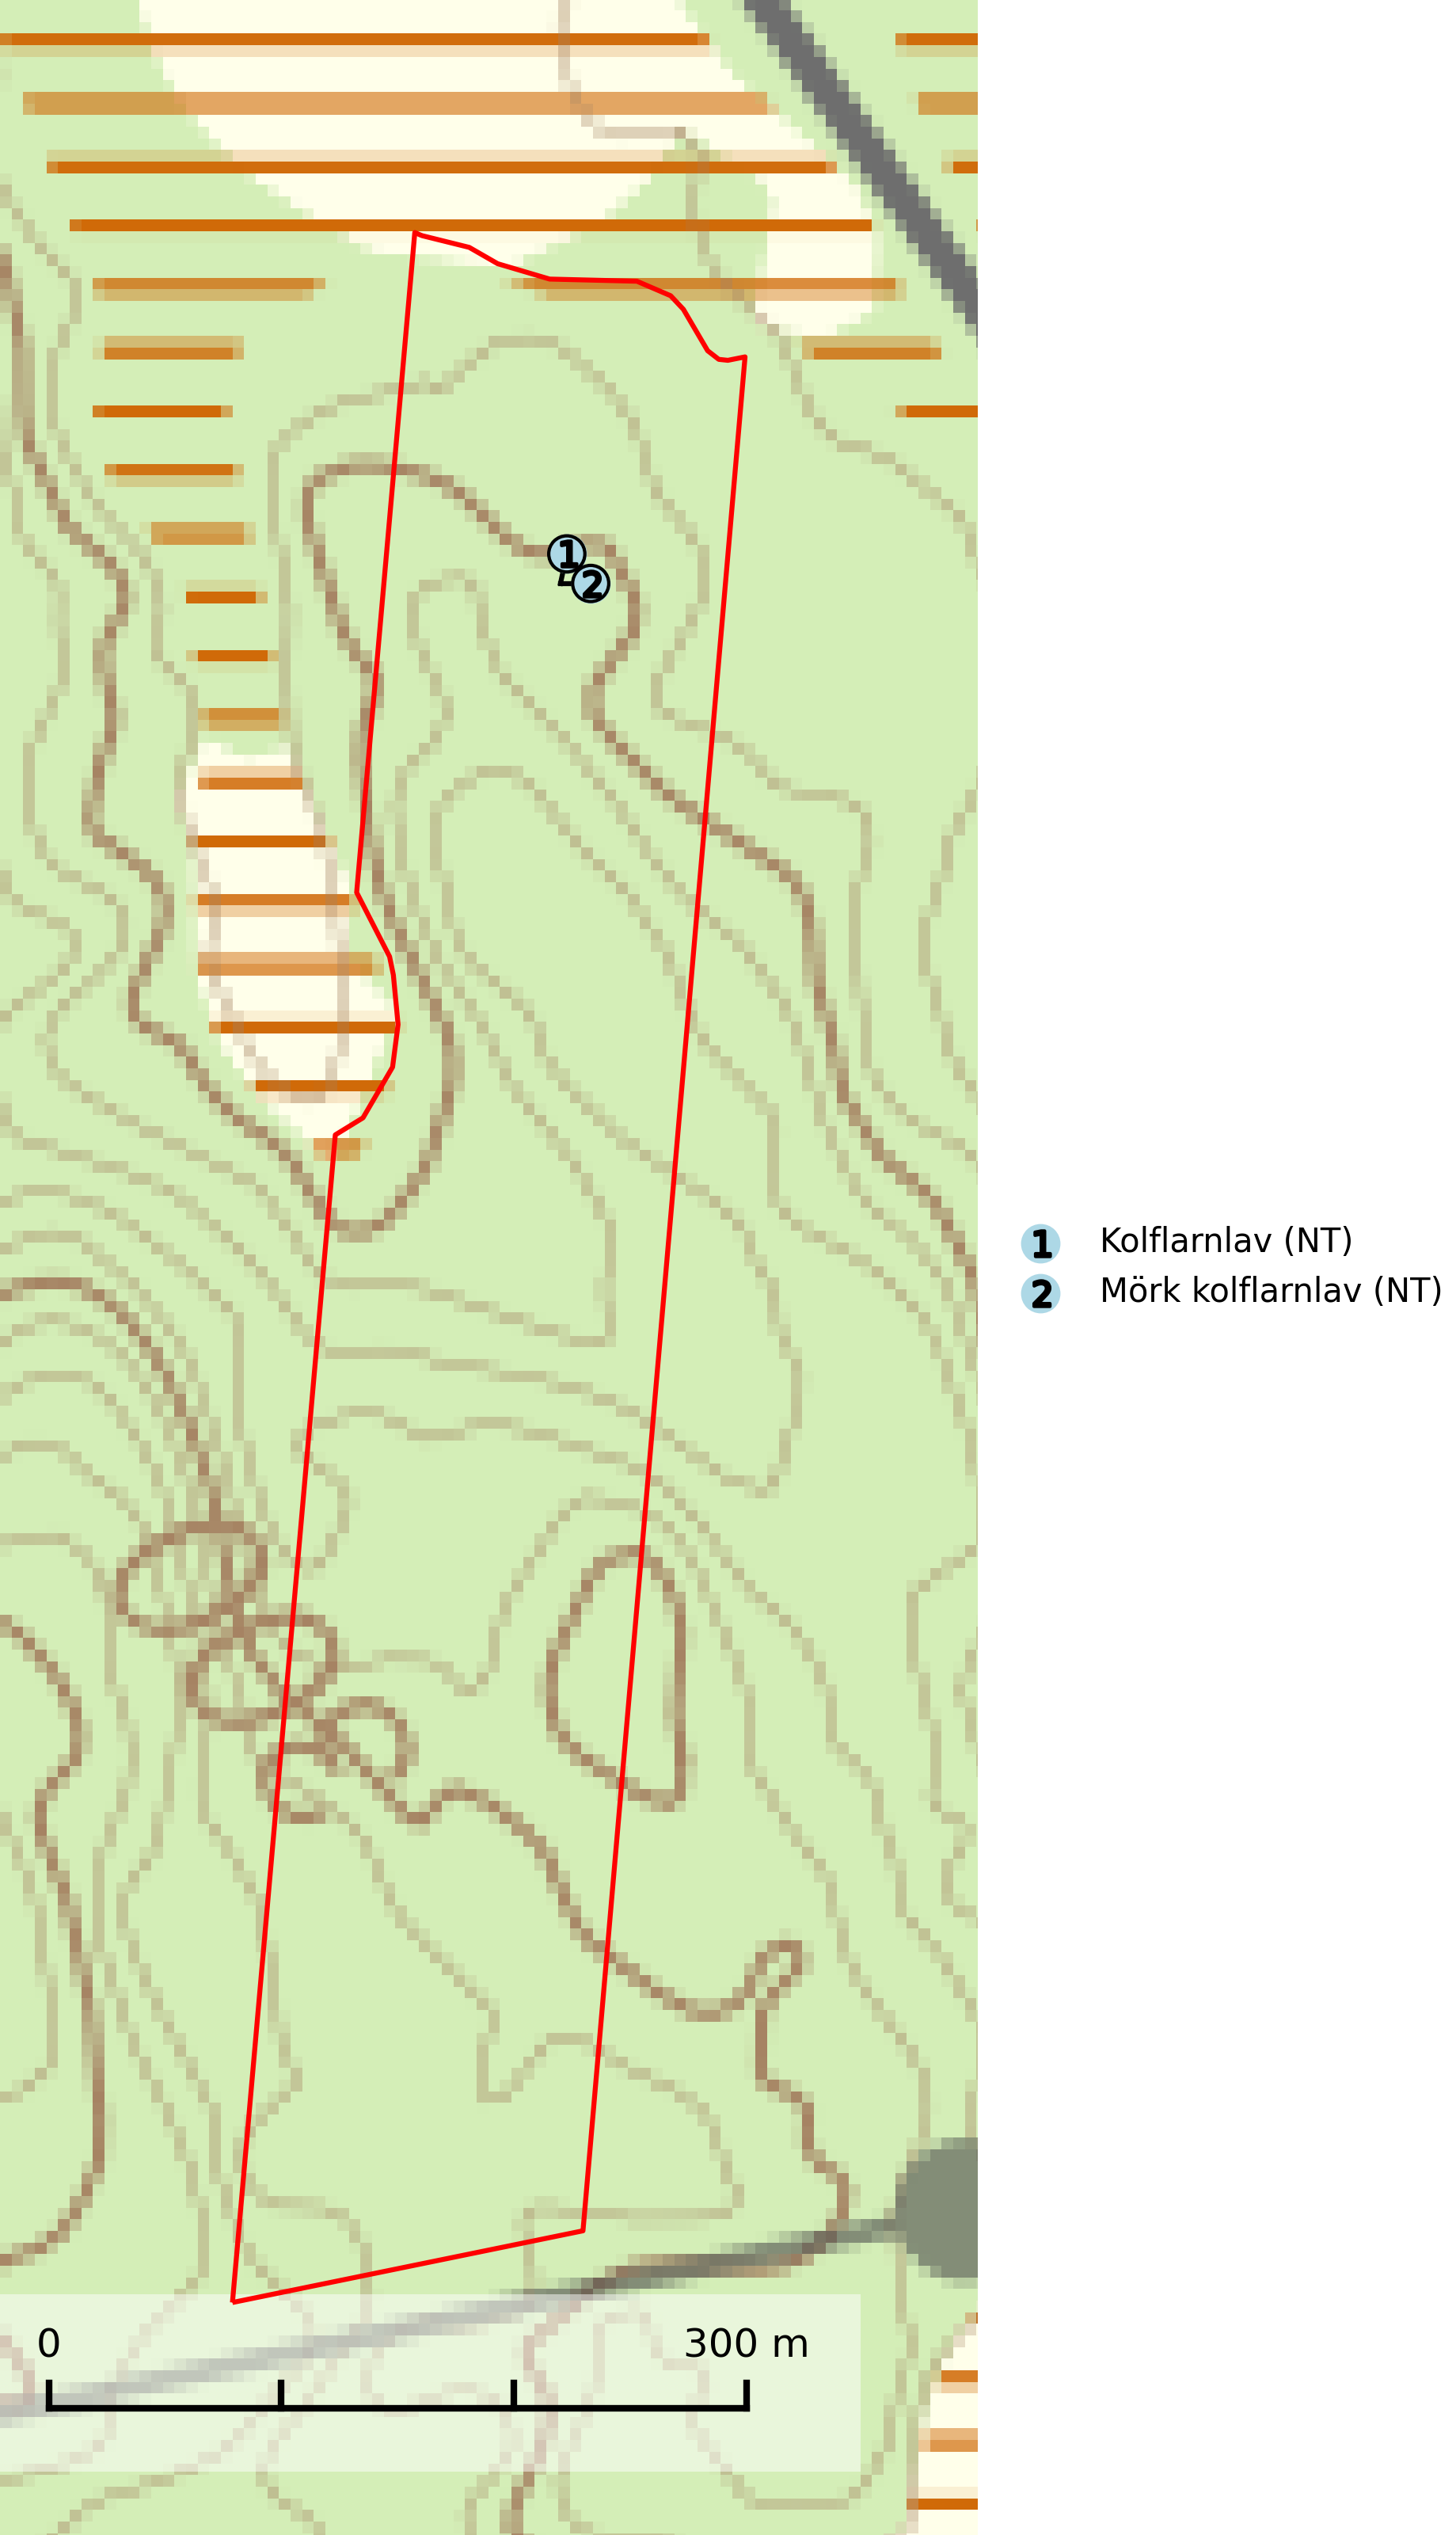 1
2
1 Kolflarnlav (NT)
2 Mörk kolflarnlav (NT)
0 300 m